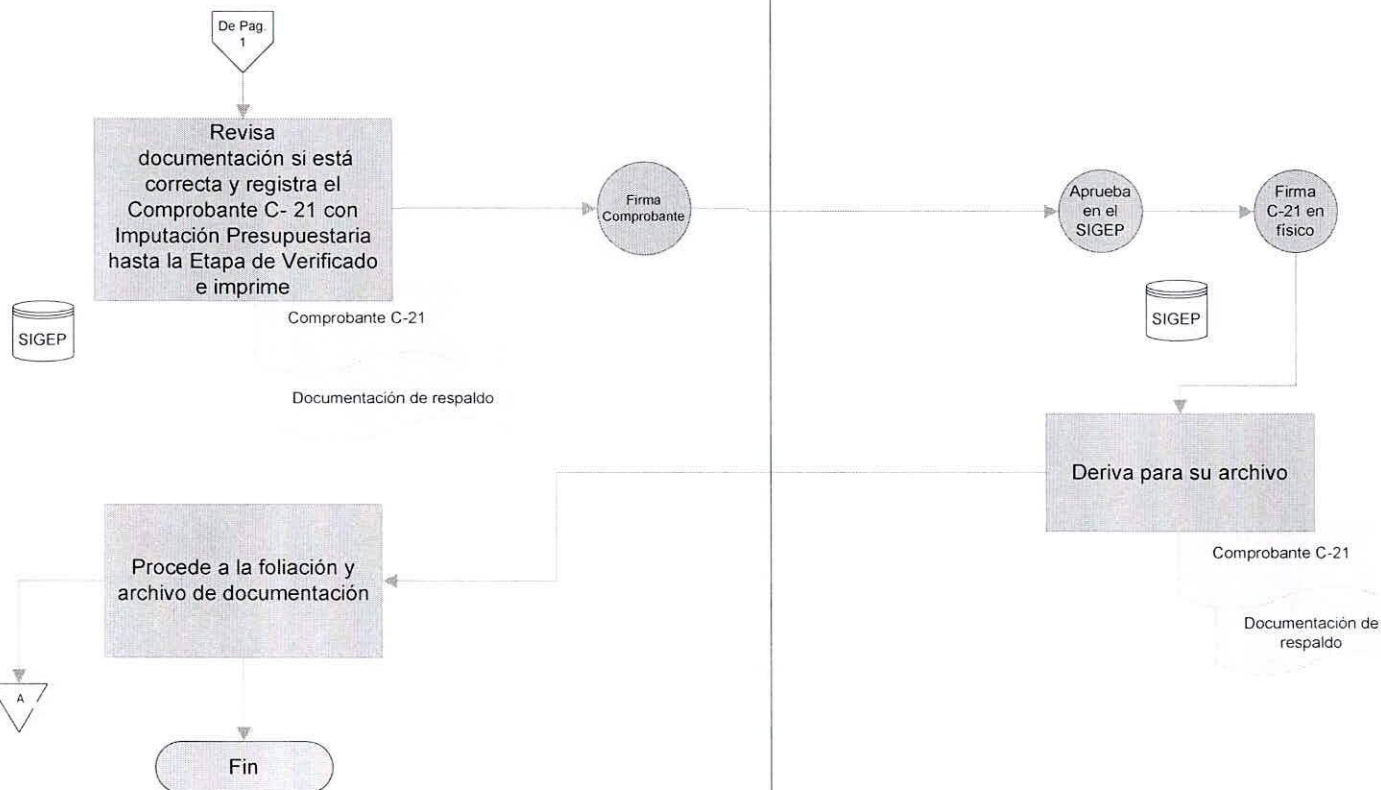 De Pag.
1
Revisa
documentación si está
correcta y registra el
Comprobante C- 21 con
Imputación Presupuestaria
hasta la Etapa de Verificado
e imprime
SIGEP
Comprobante C-21
Documentación de respaldo
Firma
Comprobante
Aprueba
en el
SIGEP
Firma
C-21 en
físico
SIGEP
Deriva para su archivo
Comprobante C-21
Documentación de
respaldo
Procede a la foliación y
archivo de documentación
A
Fin